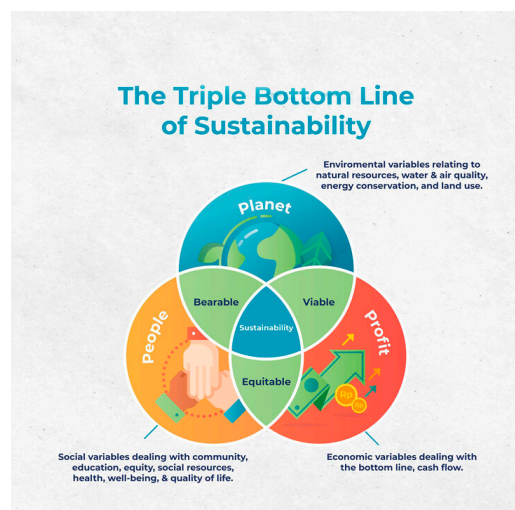 The Triple Bottom Line
of Sustainability
Enviromental variables relating to
natural resources, water & air quality,
energy conservation, and land use.
Planet
Bearable
Viable
Sustainability
People
Profit
Equitable
Rp
Rp
Social variables dealing with community,
education, equity, social resources,
health, well-being, & quality of life.
Economic variables dealing with
the bottom line, cash flow.